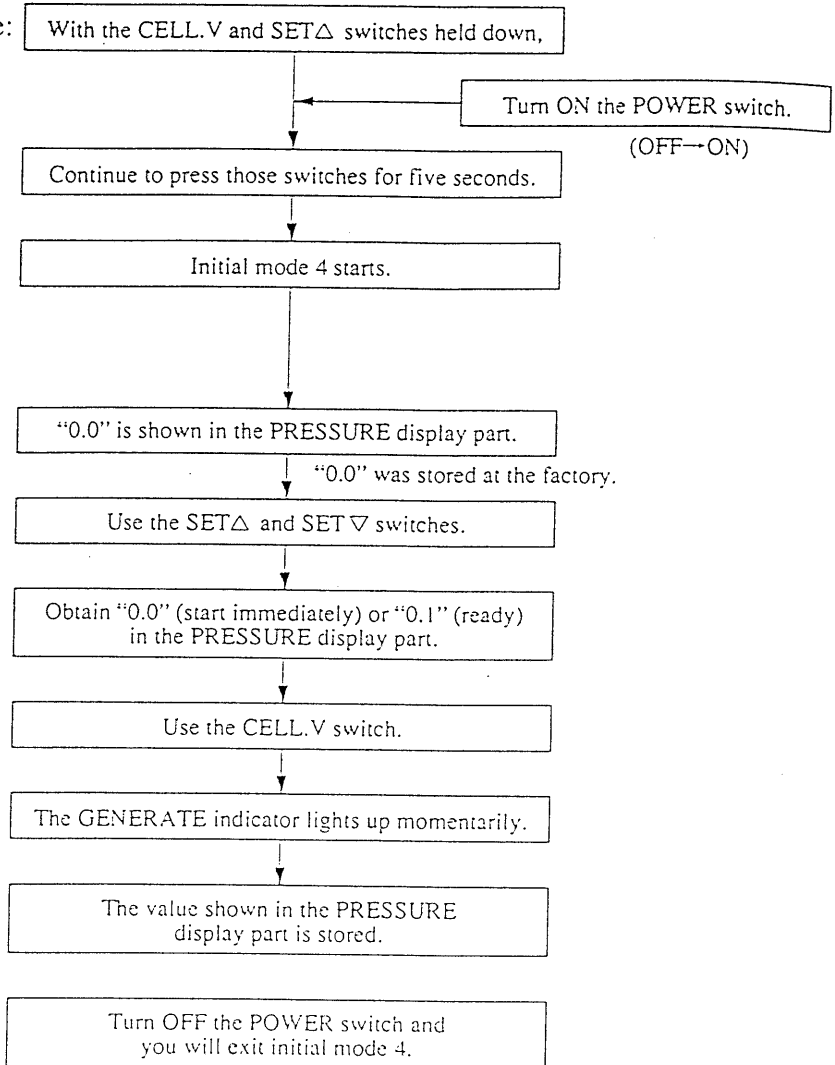 e:
With the CELL.V and SET△ switches held down,
Turn ON the POWER switch.
(OFF→ON)
Continue to press those switches for five seconds.
Initial mode 4 starts.
“0.0” is shown in the PRESSURE display part.
“0.0” was stored at the factory.
Use the SET△ and SET▽ switches.
Obtain “0.0” (start immediately) or “0.1” (ready)
in the PRESSURE display part.
Use the CELL.V switch.
The GENERATE indicator lights up momentarily.
The value shown in the PRESSURE
display part is stored.
Turn OFF the POWER switch and
you will exit initial mode 4.